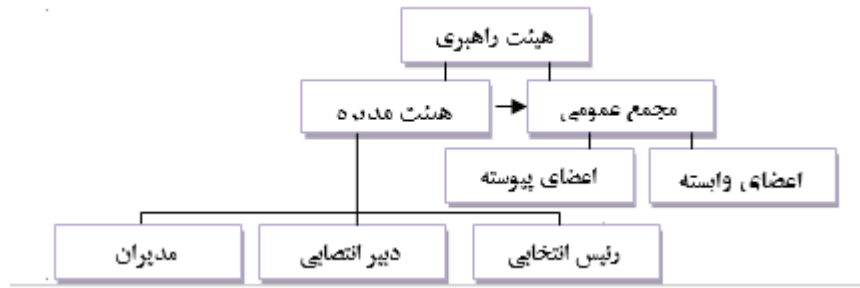 هیئت راهبری
مجمع عمومی
هیئت مدیره
اعضای وابسته
اعضای پیوسته
رئیس انتخابی
دبیر انتصابی
مدیران